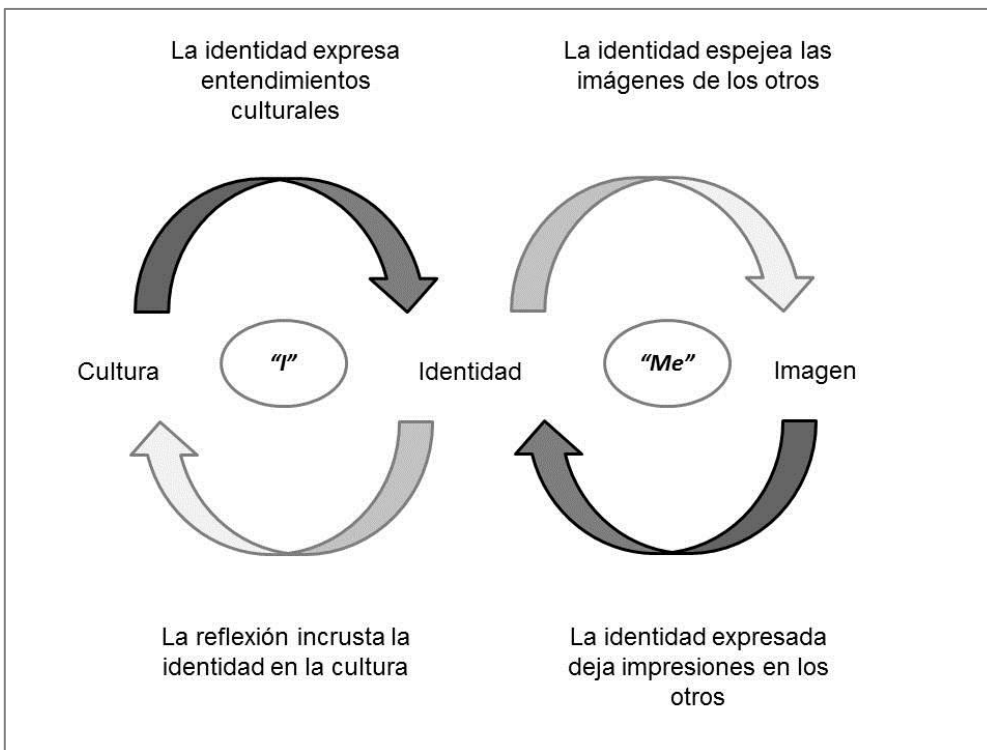 La identidad expresa
entendimientos
culturales
La identidad espejea las
imágenes de los otros
Cultura
"I"
Identidad
"Me"
Imagen
La reflexión incrusta la
identidad en la cultura
La identidad expresada
deja impresiones en los
otros